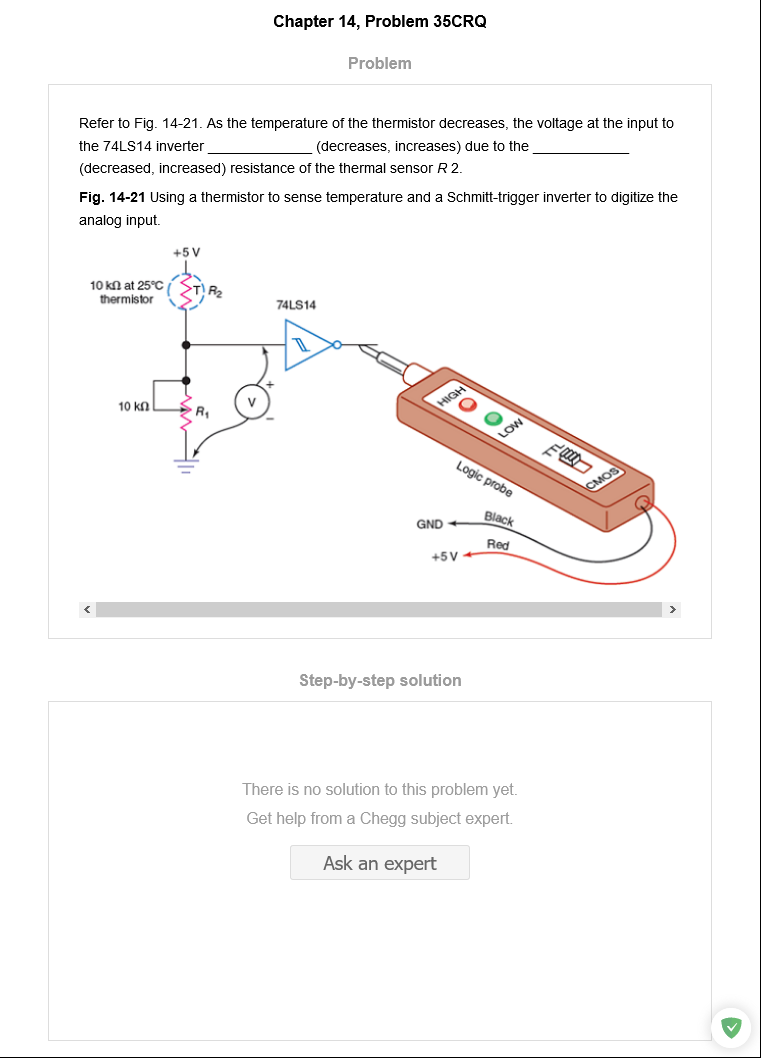 Chapter 14, Problem 35CRQ
Problem
Refer to Fig. 14-21. As the temperature of the thermistor decreases, the voltage at the input to
the 74LS14 inverter _____________ (decreases, increases) due to the ____________
(decreased, increased) resistance of the thermal sensor R 2.
Fig. 14-21 Using a thermistor to sense temperature and a Schmitt-trigger inverter to digitize the
analog input.
+5 V
10 kΩ at 25°C
thermistor
T
R2
74LS14
10 kΩ
R1
V
+
−
HIGH
LOW
CMOS
Logic probe
GND
Black
Red
+5 V
Step-by-step solution
There is no solution to this problem yet.
Get help from a Chegg subject expert.
Ask an expert